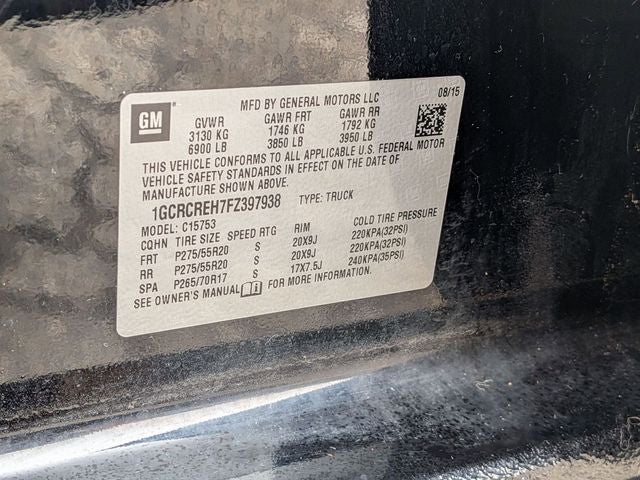 MFD BY GENERAL MOTORS LLC 08/15
GM
GVWR GAWR FRT GAWR RR
3130 KG 1746 KG 1792 KG
6900 LB 3850 LB 3950 LB
THIS VEHICLE CONFORMS TO ALL APPLICABLE U.S. FEDERAL MOTOR
VEHICLE SAFETY STANDARDS IN EFFECT ON THE DATE OF
MANUFACTURE SHOWN ABOVE.
1GCRCREH7FZ397938 TYPE: TRUCK
MODEL: C15753
CQHN TIRE SIZE SPEED RTG RIM COLD TIRE PRESSURE
FRT P275/55R20 S 20X9J 220KPA(32PSI)
RR P275/55R20 S 20X9J 220KPA(32PSI)
SPA P265/70R17 S 17X7.5J 240KPA(35PSI)
SEE OWNER'S MANUAL FOR MORE INFORMATION.